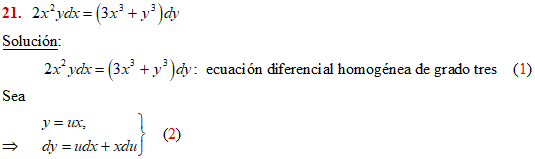 21. 2x²ydx = (3x³ + y³)dy
Solución:
2x²ydx = (3x³ + y³)dy: ecuación diferencial homogénea de grado tres (1)
Sea
y = ux,
⇒ dy = udx + xdu} (2)